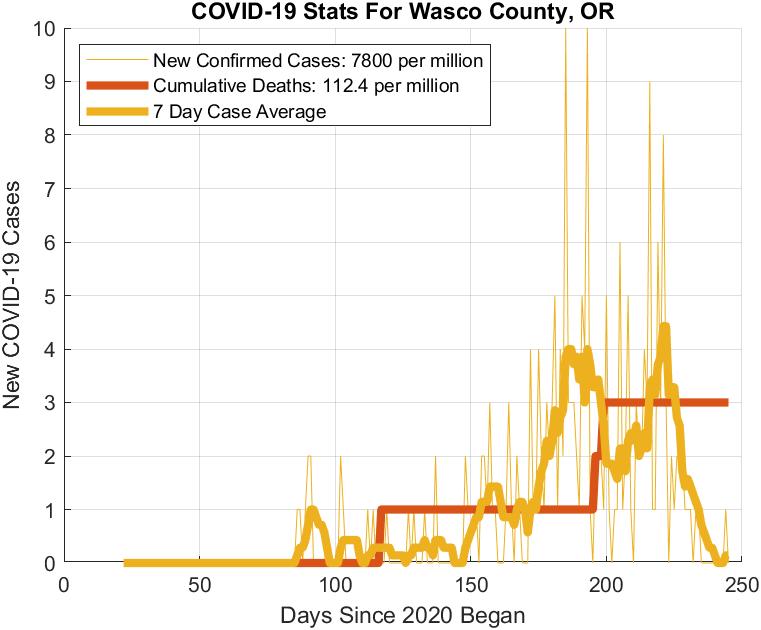 COVID-19 Stats For Wasco County, OR
New Confirmed Cases: 7800 per million
Cumulative Deaths: 112.4 per million
7 Day Case Average
New COVID-19 Cases
10
9
8
7
6
5
4
3
2
1
0
0 50 100 150 200 250
Days Since 2020 Began